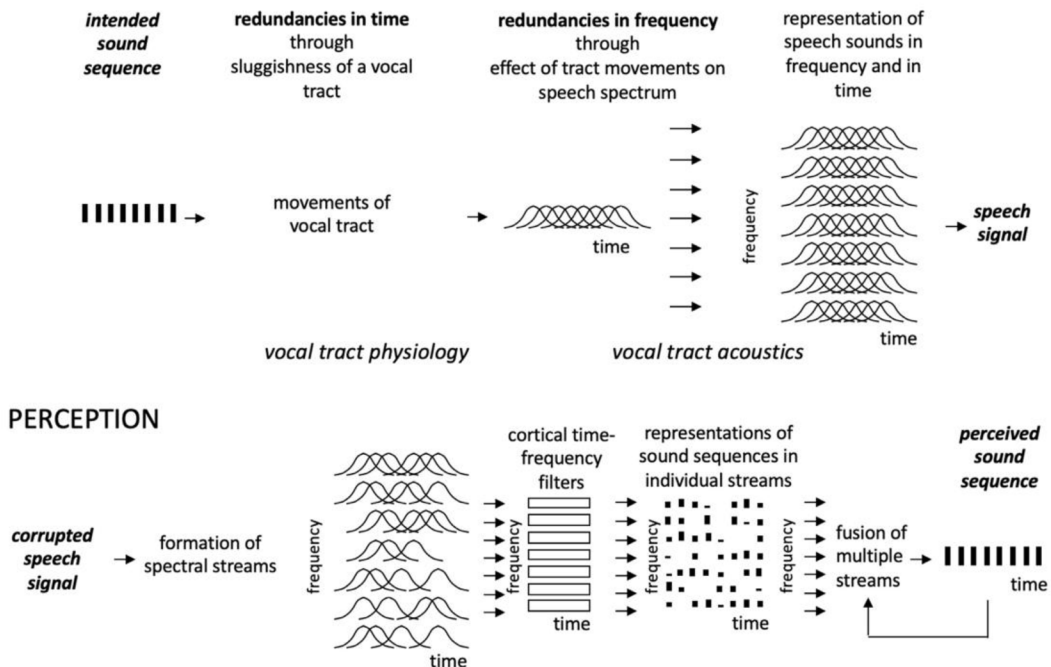 intended
sound
sequence
redundancies in time
through
sluggishness of a vocal
tract
redundancies in frequency
through
effect of tract movements on
speech spectrum
representation of
speech sounds in
frequency and in
time
movements of
vocal tract
time
frequency
speech
signal
time
vocal tract physiology
vocal tract acoustics
PERCEPTION
corrupted
speech
signal
formation of
spectral streams
frequency
time
cortical time-
frequency
filters
frequency
time
representations of
sound sequences in
individual streams
frequency
time
frequency
fusion of
multiple
streams
perceived
sound
sequence
time